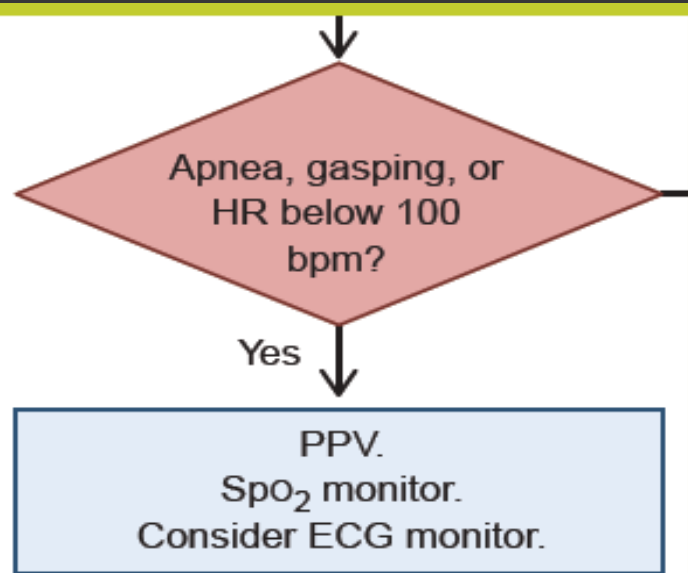 Apnea, gasping, or
HR below 100
bpm?
Yes
PPV.
SpO₂ monitor.
Consider ECG monitor.